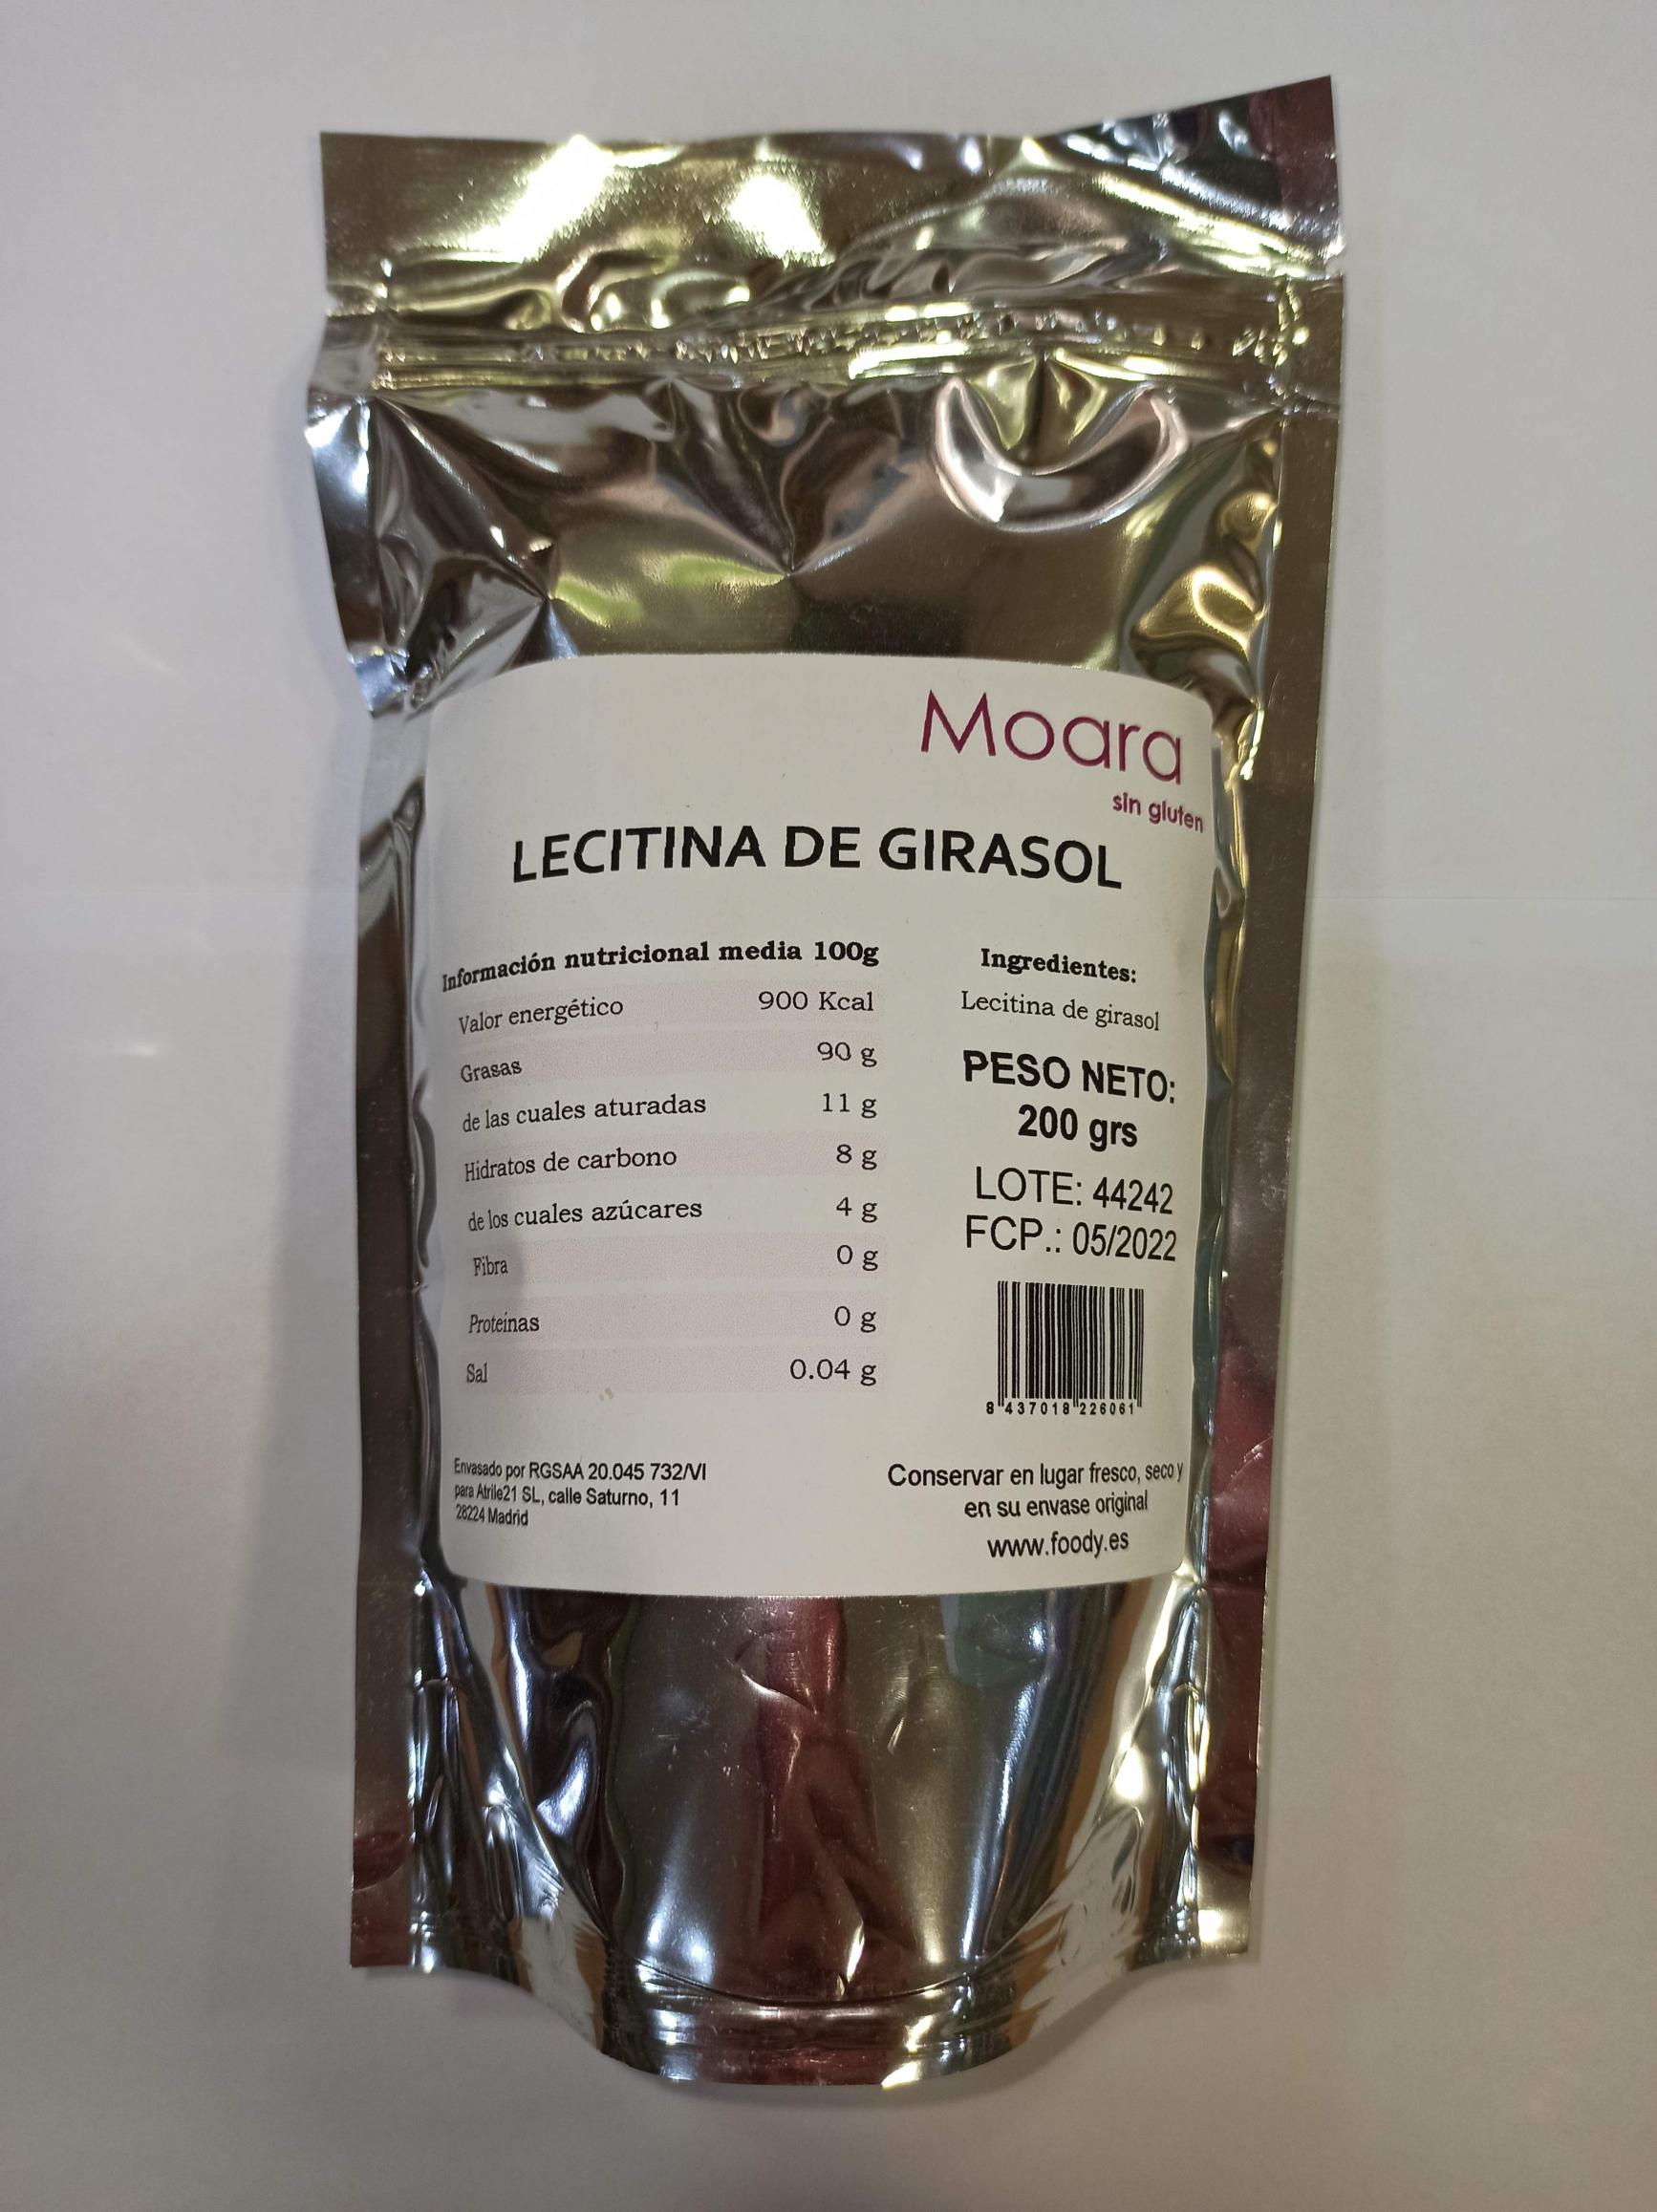 Moara
sin gluten
LECITINA DE GIRASOL
Información nutricional media 100g
Valor energético 900 Kcal
Grasas 90 g
de las cuales aturadas 11 g
Hidratos de carbono 8 g
de los cuales azúcares 4 g
Fibra 0 g
Proteínas 0 g
Sal 0.04 g
Ingredientes:
Lecitina de girasol
PESO NETO:
200 grs
LOTE: 44242
FCP.: 05/2022
8 437018 226061
Envasado por RGSAA 20.045 732/VI
para Atrile21 SL, calle Saturno, 11
28224 Madrid
Conservar en lugar fresco, seco y
en su envase original
www.foody.es